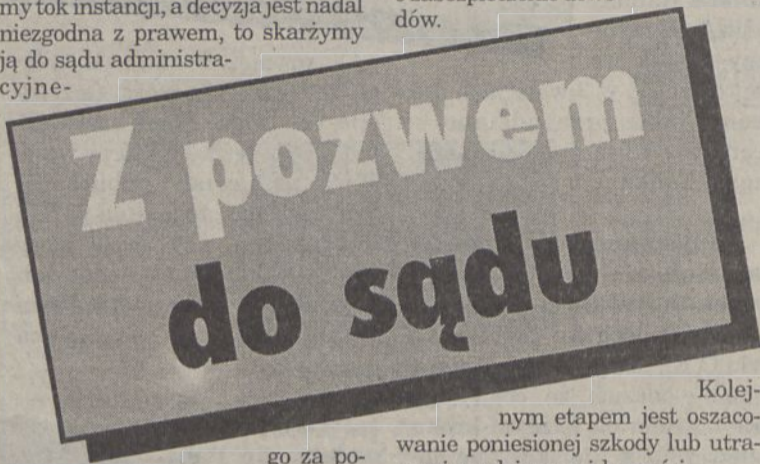 my tok instancji, a decyzja jest nadal
niezgodna z prawem, to skarżymy
ją do sądu administra-
cyjne-
go za po-
dów.
Z pozwem
do sądu
Kolej-
nym etapem jest oszaco-
wanie poniesionej szkody lub utra-